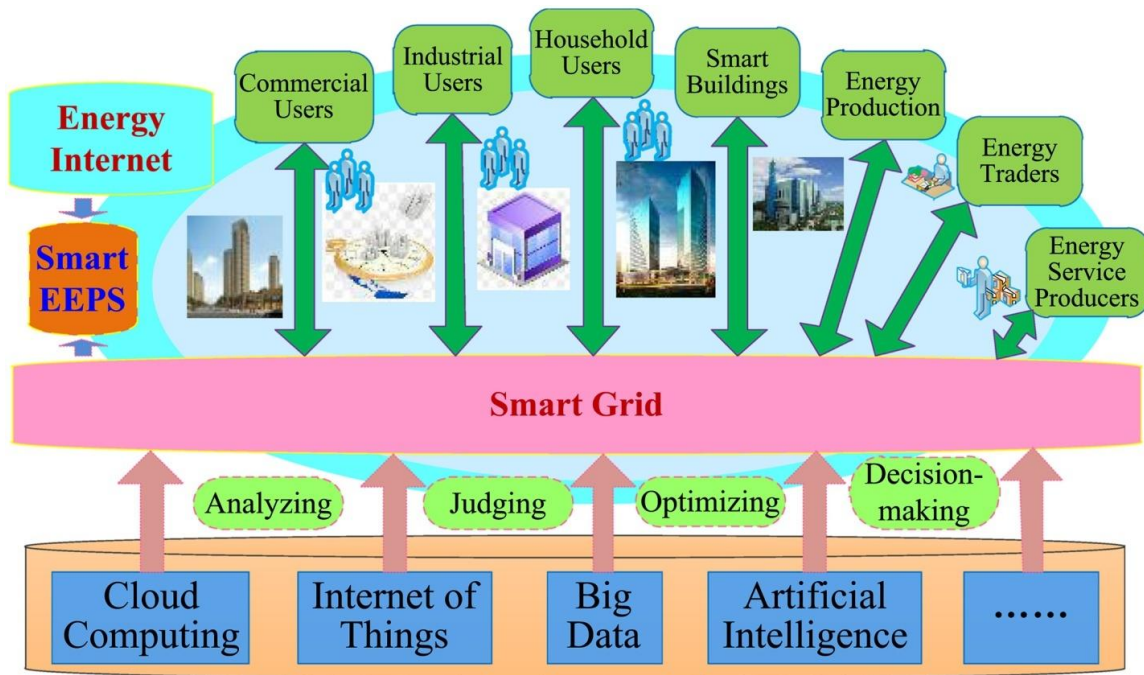 Household
Users
Industrial
Users
Smart
Buildings
Commercial
Users
Energy
Production
Energy
Internet
Energy
Traders
Smart
EEPS
Energy
Service
Producers
Smart Grid
Analyzing
Judging
Optimizing
Decision-
making
Cloud
Computing
Internet of
Things
Big
Data
Artificial
Intelligence
......